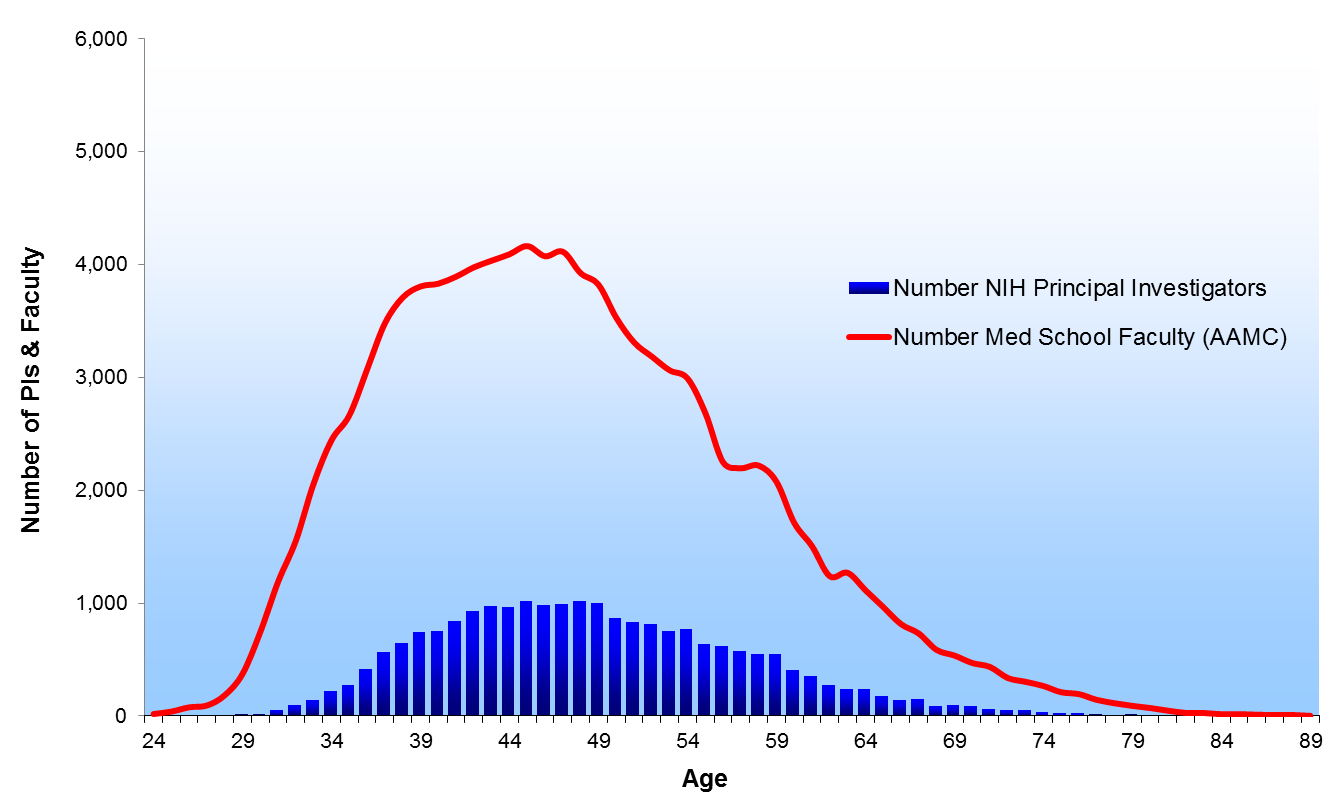 6,000
5,000
4,000
3,000
2,000
1,000
0
Number of PIs & Faculty
Number NIH Principal Investigators
Number Med School Faculty (AAMC)
24 29 34 39 44 49 54 59 64 69 74 79 84 89
Age